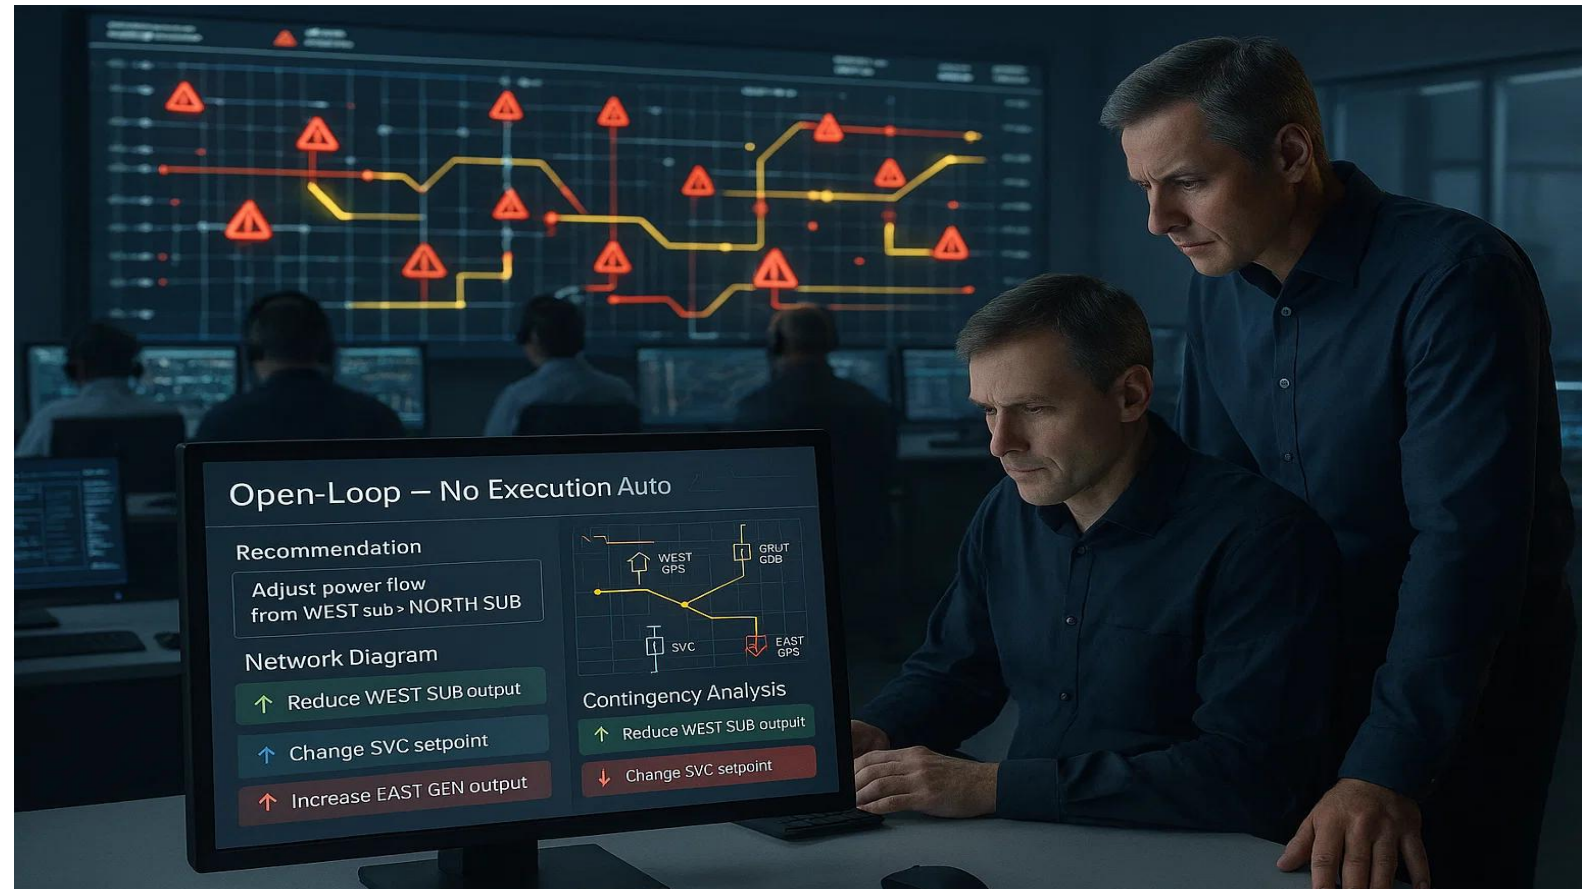 Open-Loop – No Execution Auto
Recommendation
Adjust power flow
from WEST sub > NORTH SUB
Network Diagram
↑ Reduce WEST SUB output
↑ Change SVC setpoint
↑ Increase EAST GEN output
WEST
GPS
GRUT
GDB
SVC
EAST
GPS
Contingency Analysis
↑ Reduce WEST SUB outpuit
↓ Change SVC setpoint